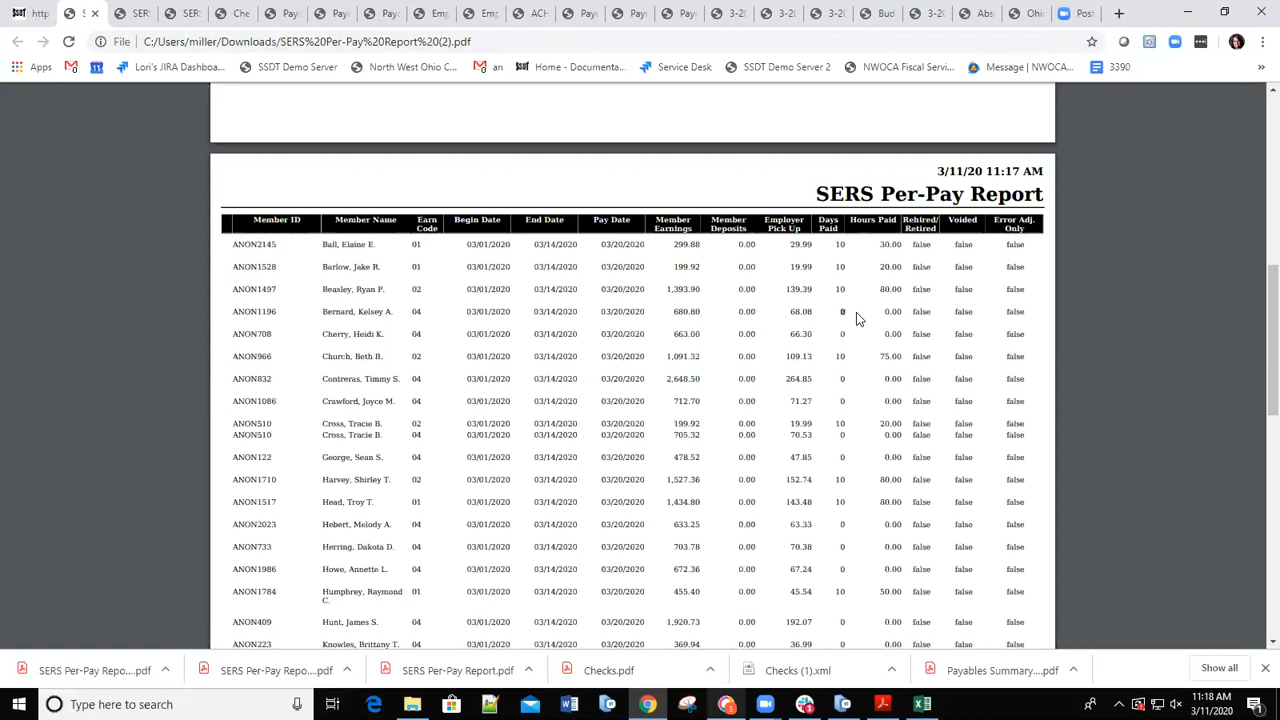 http
S
SER
SER
Che
Pay
Pay
Emp
Emp
ACH
Payr
Payr
Payr
3-20
3-20
3-20
Bud
3-20
Abs
Ohio
Post
File C:/Users/miller/Downloads/SERS%20Per-Pay%20Report%20(2).pdf
Apps Lori's JIRA Dashboa... SSDT Demo Server North West Ohio C... an Home - Documenta... Service Desk SSDT Demo Server 2 NWOCA Fiscal Servi... Message | NWOC... 3390 »
3/11/20 11:17 AM
SERS Per-Pay Report
Member ID Member Name Earn Code Begin Date End Date Pay Date Member Earnings Member Deposits Employer Pick Up Days Paid Hours Paid Rehired/ Retired Voided Error Adj. Only
ANON2145 Ball, Elaine E. 01 03/01/2020 03/14/2020 03/20/2020 299.88 0.00 29.99 10 30.00 false false false
ANON1528 Barlow, Jake R. 01 03/01/2020 03/14/2020 03/20/2020 199.92 0.00 19.99 10 20.00 false false false
ANON1497 Beasley, Ryan P. 02 03/01/2020 03/14/2020 03/20/2020 1,393.90 0.00 139.39 10 80.00 false false false
ANON1196 Bernard, Kelsey A. 04 03/01/2020 03/14/2020 03/20/2020 680.80 0.00 68.08 0 0.00 false false false
ANON708 Cherry, Heidi K. 04 03/01/2020 03/14/2020 03/20/2020 663.00 0.00 66.30 0 0.00 false false false
ANON966 Church, Beth B. 02 03/01/2020 03/14/2020 03/20/2020 1,091.32 0.00 109.13 10 75.00 false false false
ANON832 Contreras, Timmy S. 04 03/01/2020 03/14/2020 03/20/2020 2,648.50 0.00 264.85 0 0.00 false false false
ANON1086 Crawford, Joyce M. 04 03/01/2020 03/14/2020 03/20/2020 712.70 0.00 71.27 0 0.00 false false false
ANON510 Cross, Tracie B. 02 03/01/2020 03/14/2020 03/20/2020 199.92 0.00 19.99 10 20.00 false false false
ANON510 Cross, Tracie B. 04 03/01/2020 03/14/2020 03/20/2020 705.32 0.00 70.53 0 0.00 false false false
ANON122 George, Sean S. 04 03/01/2020 03/14/2020 03/20/2020 478.52 0.00 47.85 0 0.00 false false false
ANON1710 Harvey, Shirley T. 02 03/01/2020 03/14/2020 03/20/2020 1,527.36 0.00 152.74 10 80.00 false false false
ANON1517 Head, Troy T. 01 03/01/2020 03/14/2020 03/20/2020 1,434.80 0.00 143.48 10 80.00 false false false
ANON2023 Hebert, Melody A. 04 03/01/2020 03/14/2020 03/20/2020 633.25 0.00 63.33 0 0.00 false false false
ANON733 Herring, Dakota D. 04 03/01/2020 03/14/2020 03/20/2020 703.78 0.00 70.38 0 0.00 false false false
ANON1986 Howe, Annette L. 04 03/01/2020 03/14/2020 03/20/2020 672.36 0.00 67.24 0 0.00 false false false
ANON1784 Humphrey, Raymond C. 01 03/01/2020 03/14/2020 03/20/2020 455.40 0.00 45.54 10 50.00 false false false
ANON409 Hunt, James S. 04 03/01/2020 03/14/2020 03/20/2020 1,920.73 0.00 192.07 0 0.00 false false false
ANON223 Knowles, Brittany T. 04 03/01/2020 03/14/2020 03/20/2020 369.94 0.00 36.99 0 0.00 false false false
SERS Per-Pay Repo....pdf SERS Per-Pay Repo....pdf SERS Per-Pay Report.pdf Checks.pdf Checks (1).xml Payables Summary....pdf Show all
Type here to search
11:18 AM
3/11/2020